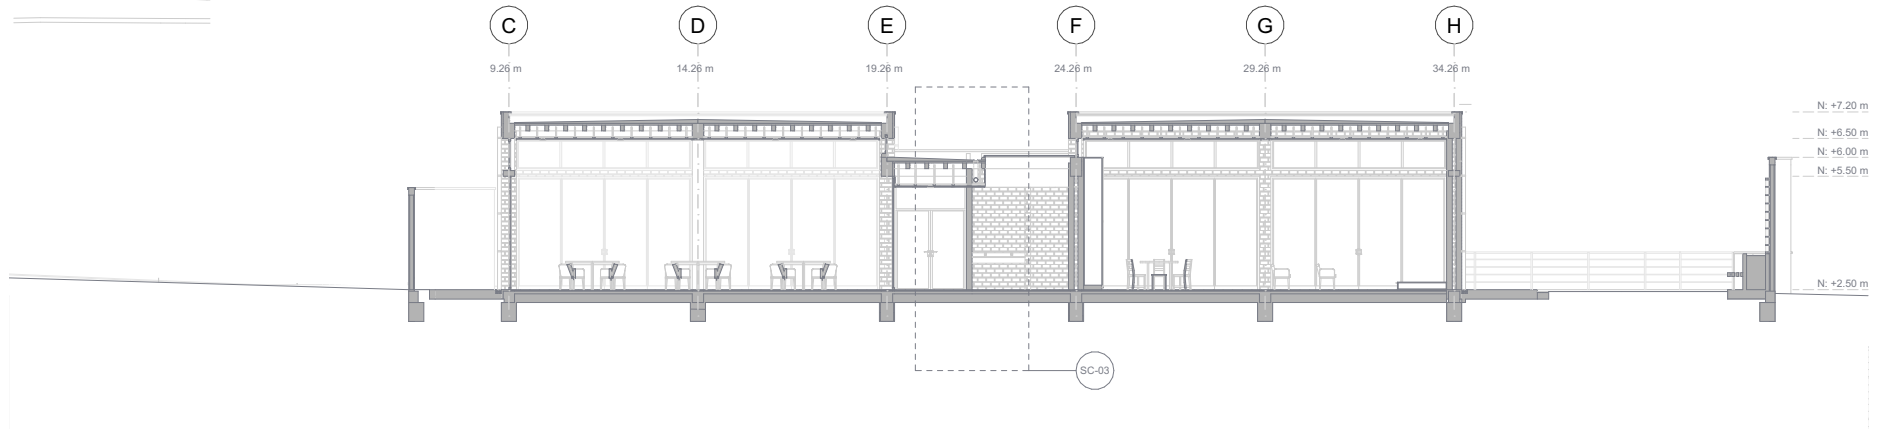 C D E F G H
9.26 m 14.26 m 19.26 m 24.26 m 29.26 m 34.26 m
N: +7.20 m
N: +6.50 m
N: +6.00 m
N: +5.50 m
N: +2.50 m
SC-03